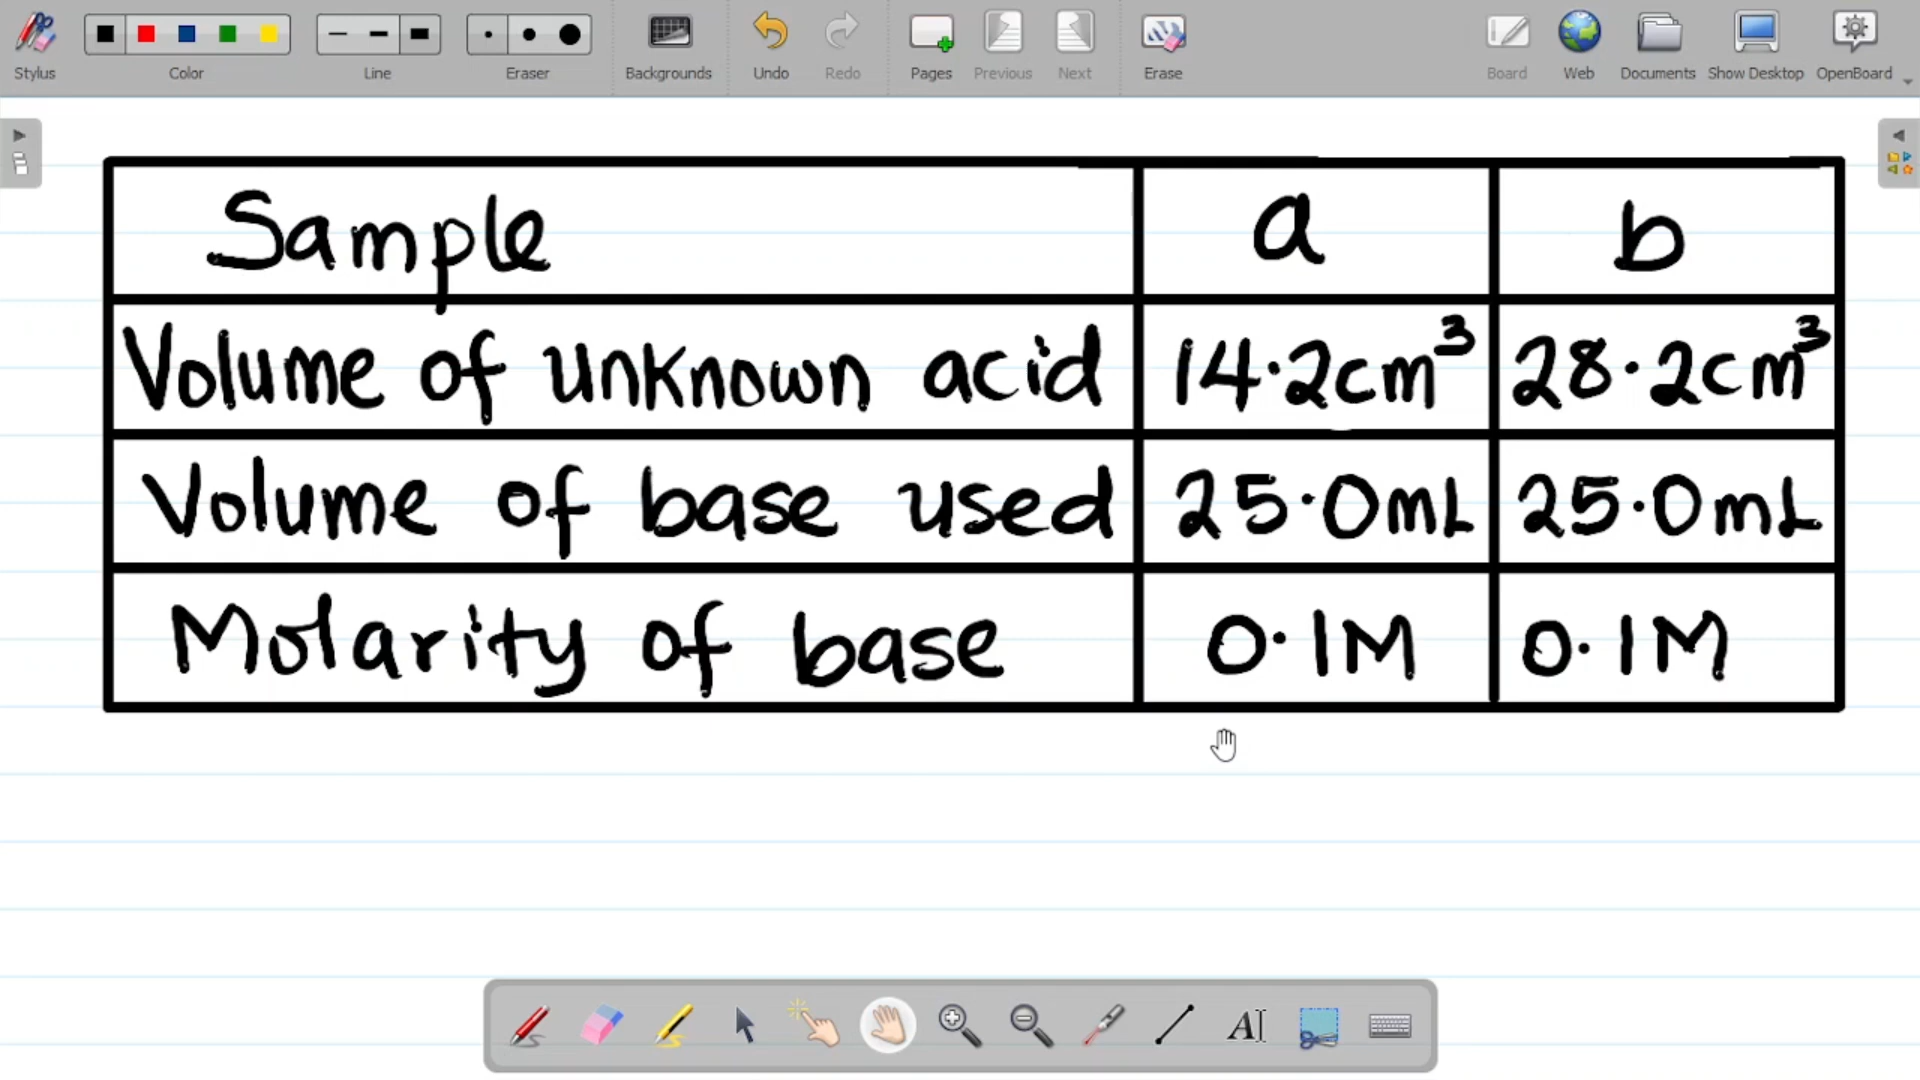 Stylus Color Line Eraser Backgrounds Undo Redo Pages Previous Next Erase Board Web Documents Show Desktop OpenBoard
Sample a b
Volume of unknown acid 14.2cm³ 28.2cm³
Volume of base used 25.0mL 25.0mL
Molarity of base 0.1M 0.1M